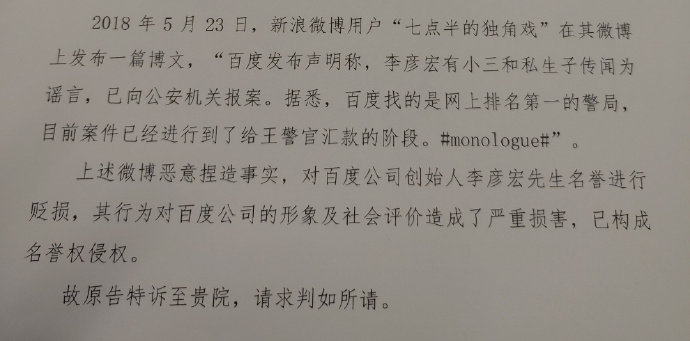 2018 年 5 月 23 日，新浪微博用户“七点半的独角戏”在其微博
上发布一篇博文，“百度发布声明称，李彦宏有小三和私生子传闻为
谣言，已向公安机关报案。据悉，百度找的是网上排名第一的警局，
目前案件已经进行到了给王警官汇款的阶段。#monologue#”。
上述微博恶意捏造事实，对百度公司创始人李彦宏先生名誉进行
贬损，其行为对百度公司的形象及社会评价造成了严重损害，已构成
名誉权侵权。
故原告特诉至贵院，请求判如所请。